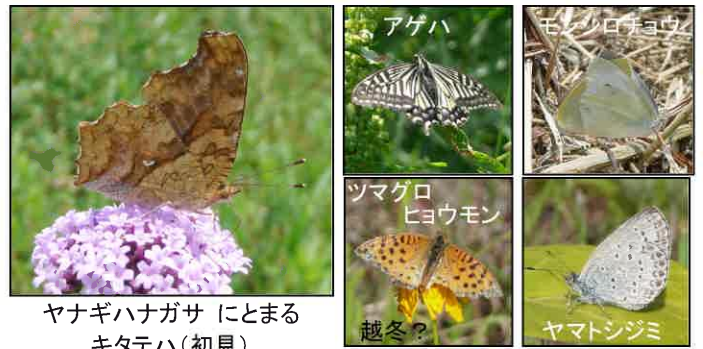 アゲハ
モンシロチョウ
ツマグロ
ヒョウモン
越冬?
ヤマトシジミ
ヤナギハナガサ にとまる
キタテハ(初見)